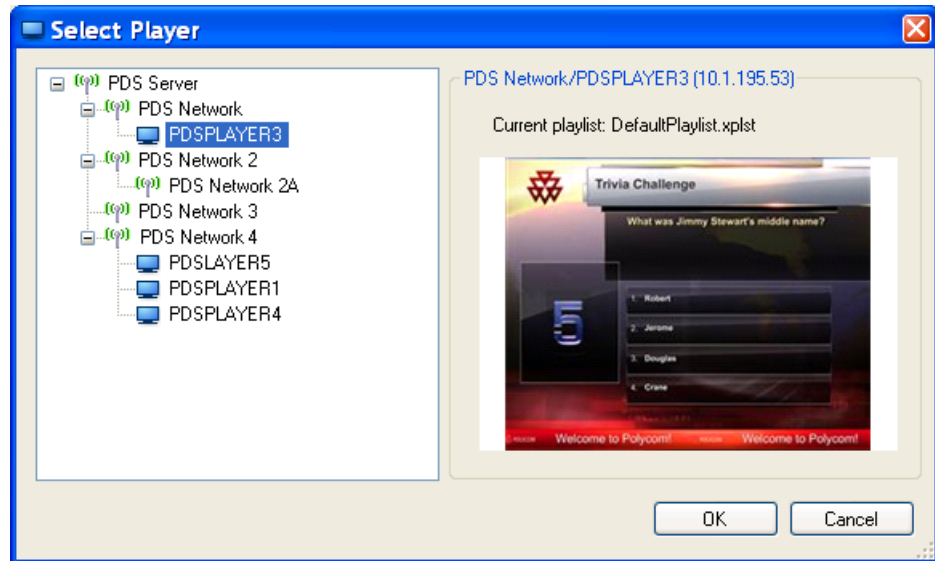 Select Player
PDS Server
PDS Network
PDSPLAYER3
PDS Network 2
PDS Network 2A
PDS Network 3
PDS Network 4
PDSLAYER5
PDSPLAYER1
PDSPLAYER4
PDS Network/PDSPLAYER3 (10.1.195.53)
Current playlist: DefaultPlaylist.xplst
Trivia Challenge
What was Jimmy Stewart's middle name?
5
1. Robert
2. Jerome
3. Douglas
4. Crane
Welcome to Polycom! Welcome to Polycom!
OK Cancel